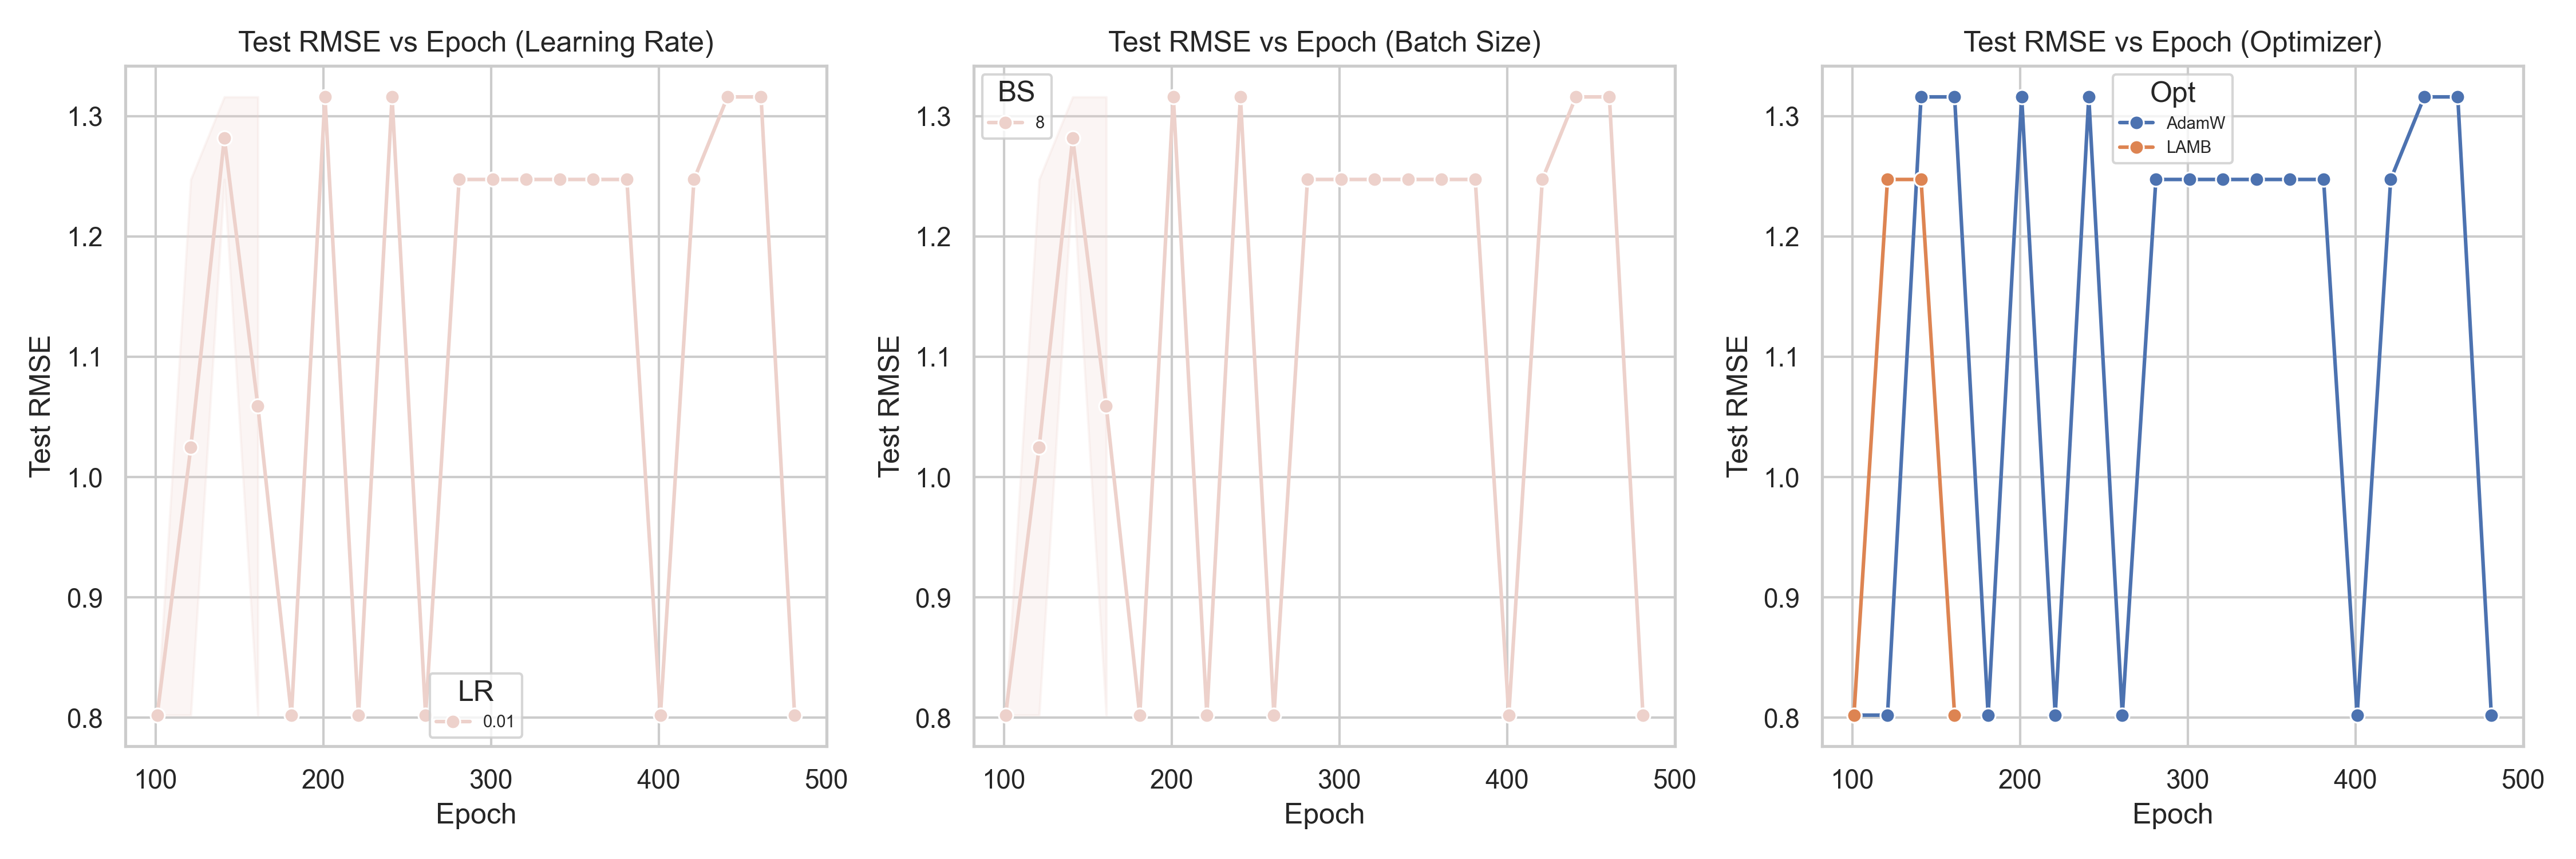 Test RMSE vs Epoch (Learning Rate)
Test RMSE
1.3
1.2
1.1
1.0
0.9
0.8
LR
0.01
100 200 300 400 500
Epoch
Test RMSE vs Epoch (Batch Size)
Test RMSE
BS
8
1.3
1.2
1.1
1.0
0.9
0.8
100 200 300 400 500
Epoch
Test RMSE vs Epoch (Optimizer)
Test RMSE
Opt
AdamW
LAMB
1.3
1.2
1.1
1.0
0.9
0.8
100 200 300 400 500
Epoch